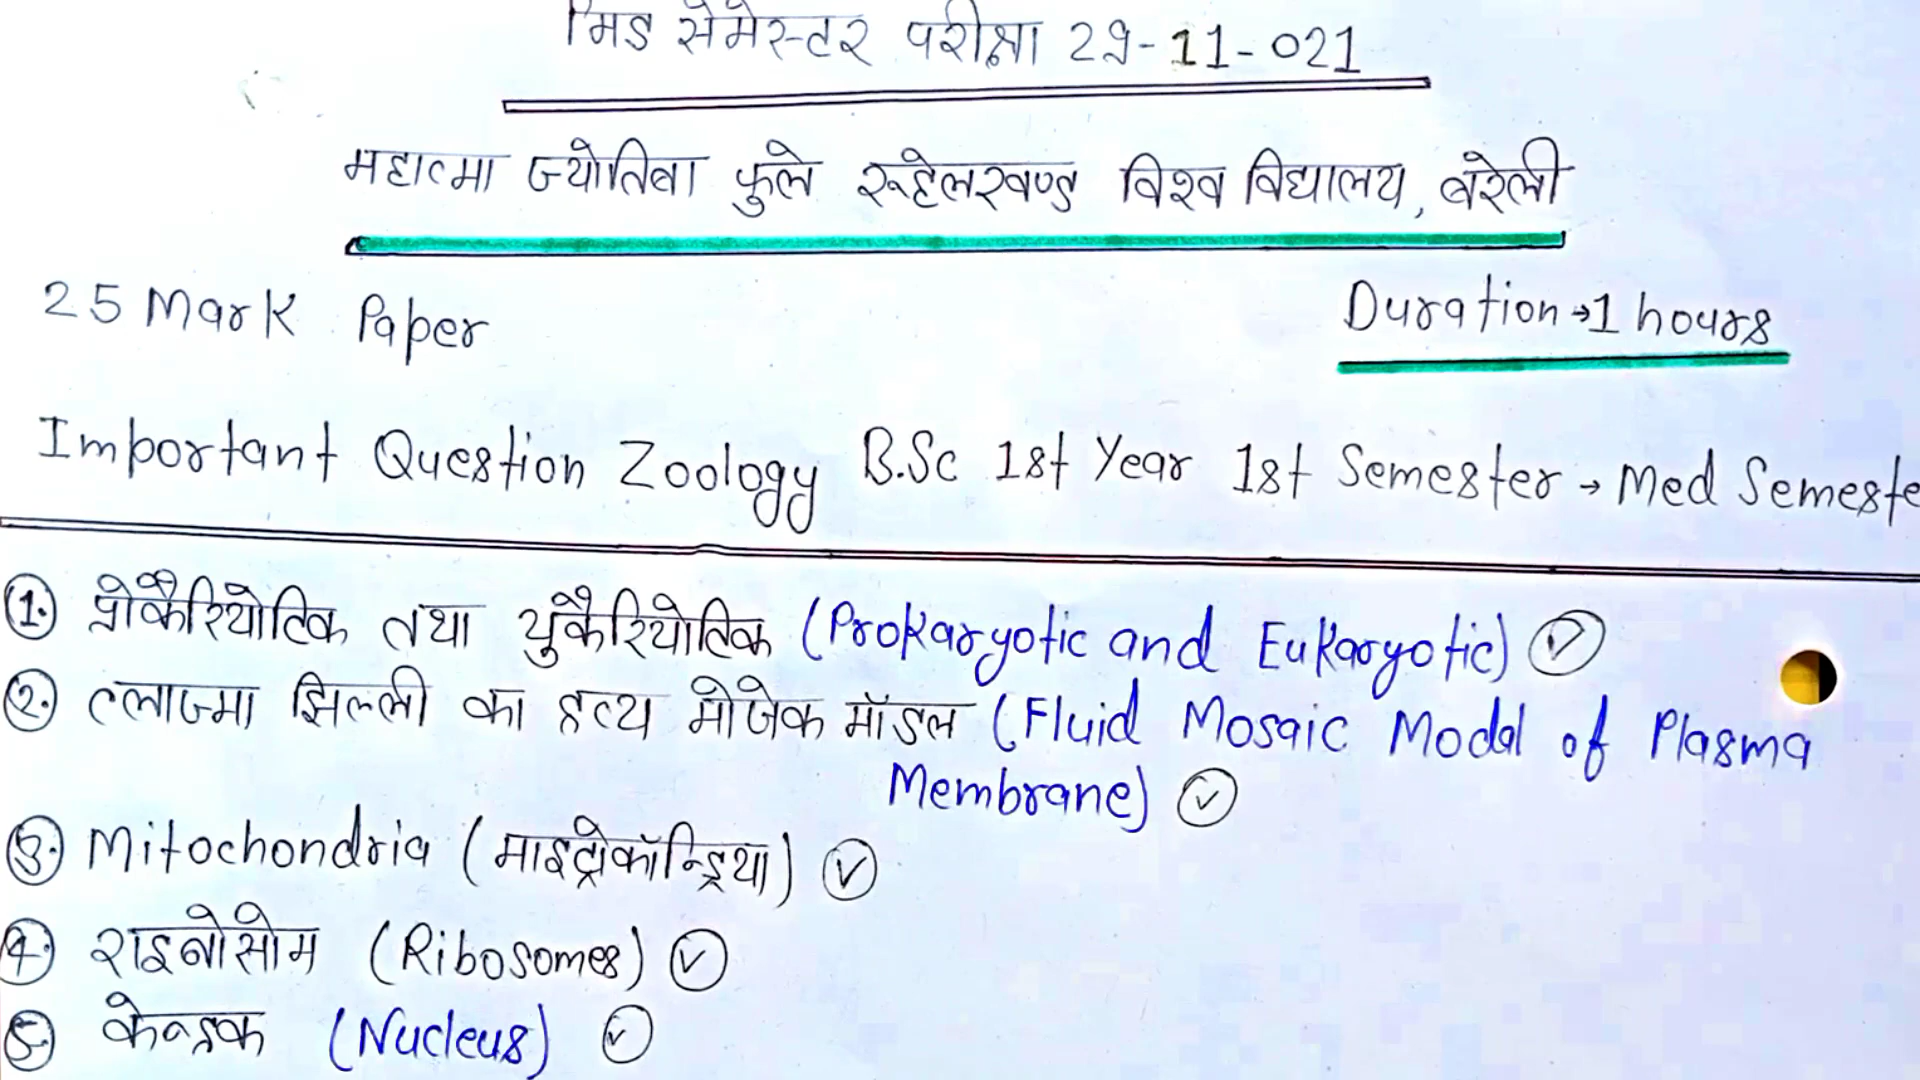 मिड सेमेस्टर परीक्षा 29-11-021
महात्मा ज्योतिबा फुले रूहेलखण्ड विश्व विद्यालय, बरेली
25 Mark Paper Duration→1 hours
Important Question Zoology B.Sc 1st Year 1st Semester → Med Semeste
1. प्रोकैरियोटिक तथा युकैरियोटिक (Prokaryotic and Eukaryotic)
2. प्लाज्मा झिल्ली का द्रव्य मोजेक मॉडल (Fluid Mosaic Modal of Plasma
Membrane)
3. Mitochondria (माइट्रोकॉन्ड्रिया)
4. राइबोसोम (Ribosomes)
5. केन्द्रक (Nucleus)